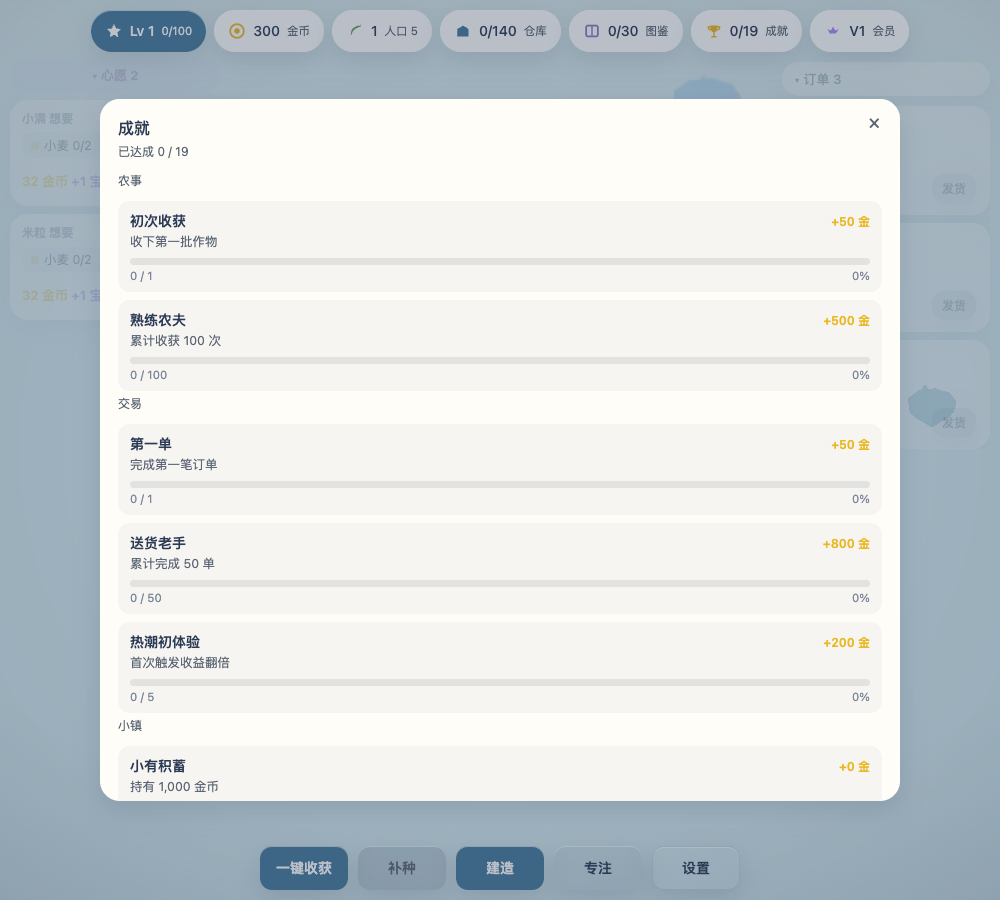 Lv 1 0/100
300 金币
1 人口 5
0/140 仓库
0/30 图鉴
0/19 成就
V1 会员
• 心愿 2
小满 想要
小麦 0/2
32 金币 +1 宝
米粒 想要
小麦 0/2
32 金币 +1 宝
• 订单 3
发货
发货
发货
成就
×
已达成 0 / 19
农事
初次收获
+50 金
收下第一批作物
0 / 1
0%
熟练农夫
+500 金
累计收获 100 次
0 / 100
0%
交易
第一单
+50 金
完成第一笔订单
0 / 1
0%
送货老手
+800 金
累计完成 50 单
0 / 50
0%
热潮初体验
+200 金
首次触发收益翻倍
0 / 5
0%
小镇
小有积蓄
+0 金
持有 1,000 金币
一键收获
补种
建造
专注
设置